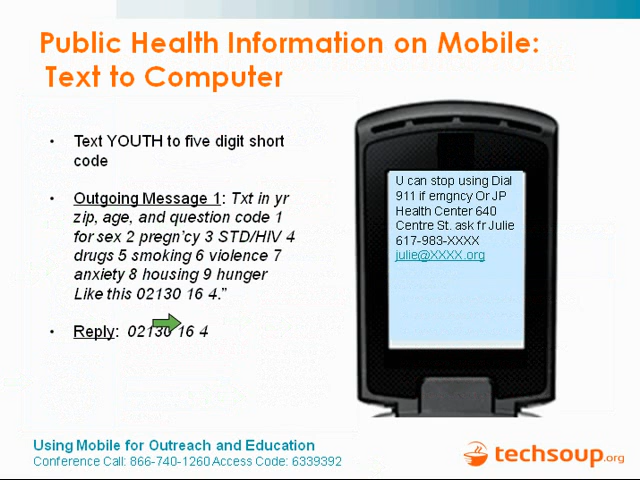 Public Health Information on Mobile:
Text to Computer
• Text YOUTH to five digit short
code
• Outgoing Message 1: Txt in yr
zip, age, and question code 1
for sex 2 pregn'cy 3 STD/HIV 4
drugs 5 smoking 6 violence 7
anxiety 8 housing 9 hunger
Like this 02130 16 4."
• Reply: 02130 16 4
U can stop using Dial
911 if emgncy Or JP
Health Center 640
Centre St. ask fr Julie
617-983-XXXX
julie@XXXX.org
Using Mobile for Outreach and Education
Conference Call: 866-740-1260 Access Code: 6339392
techsoup.org